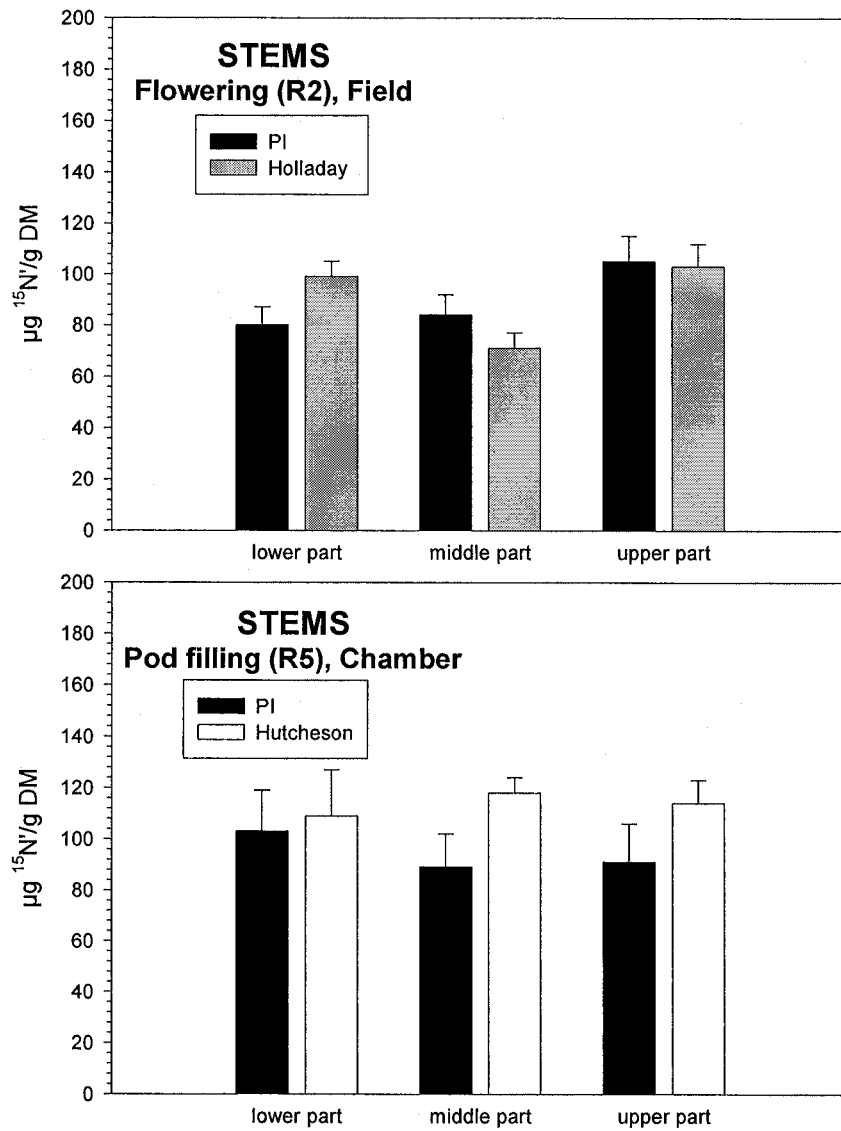 STEMS
Flowering (R2), Field
PI
Holladay
µg ¹⁵N'/g DM
200
180
160
140
120
100
80
60
40
20
0
lower part middle part upper part
STEMS
Pod filling (R5), Chamber
PI
Hutcheson
µg ¹⁵N'/g DM
200
180
160
140
120
100
80
60
40
20
0
lower part middle part upper part